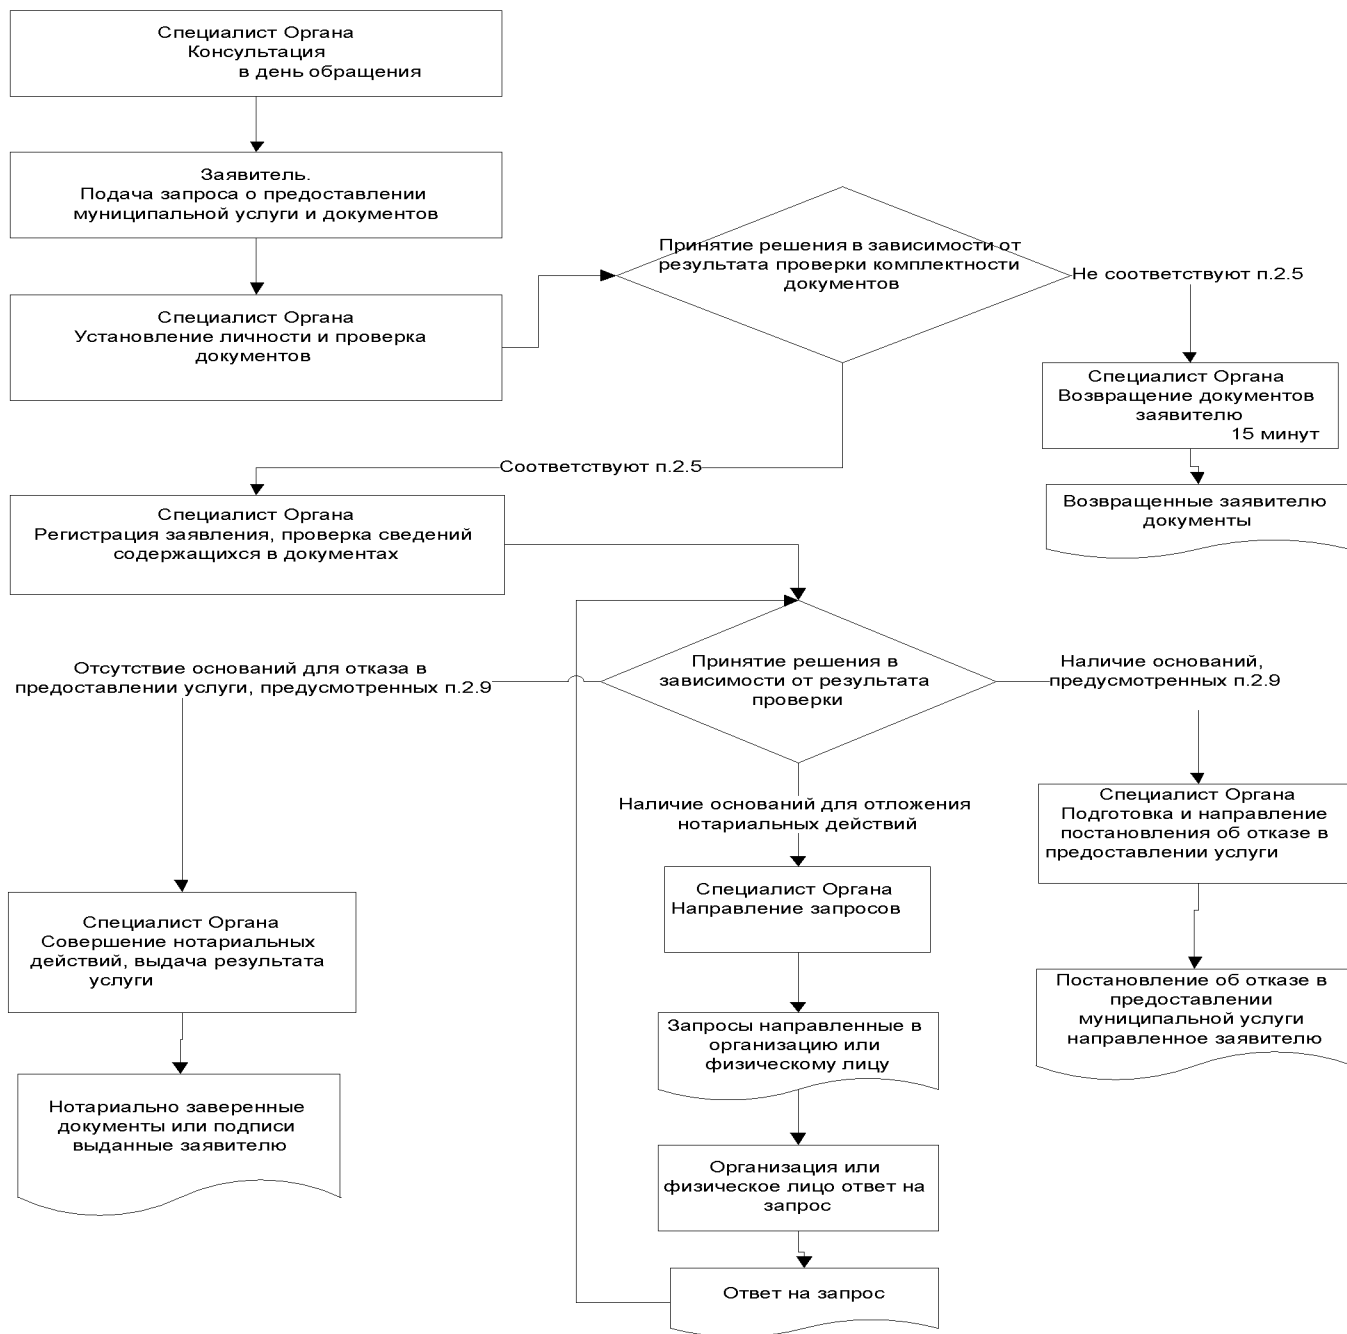 Специалист Органа
Консультация
в день обращения
Заявитель.
Подача запроса о предоставлении
муниципальной услуги и документов
Специалист Органа
Установление личности и проверка
документов
Принятие решения в зависимости от
результата проверки комплектности
документов
Не соответствуют п.2.5
Специалист Органа
Возвращение документов
заявителю
15 минут
Возвращенные заявителю
документы
Соответствуют п.2.5
Специалист Органа
Регистрация заявления, проверка сведений
содержащихся в документах
Принятие решения в
зависимости от результата
проверки
Отсутствие оснований для отказа в
предоставлении услуги, предусмотренных п.2.9
Наличие оснований,
предусмотренных п.2.9
Наличие оснований для отложения
нотариальных действий
Специалист Органа
Подготовка и направление
постановления об отказе в
предоставлении услуги
Специалист Органа
Направление запросов
Специалист Органа
Совершение нотариальных
действий, выдача результата
услуги
Постановление об отказе в
предоставлении
муниципальной услуги
направленное заявителю
Запросы направленные в
организацию или
физическому лицу
Нотариально заверенные
документы или подписи
выданные заявителю
Организация или
физическое лицо ответ на
запрос
Ответ на запрос